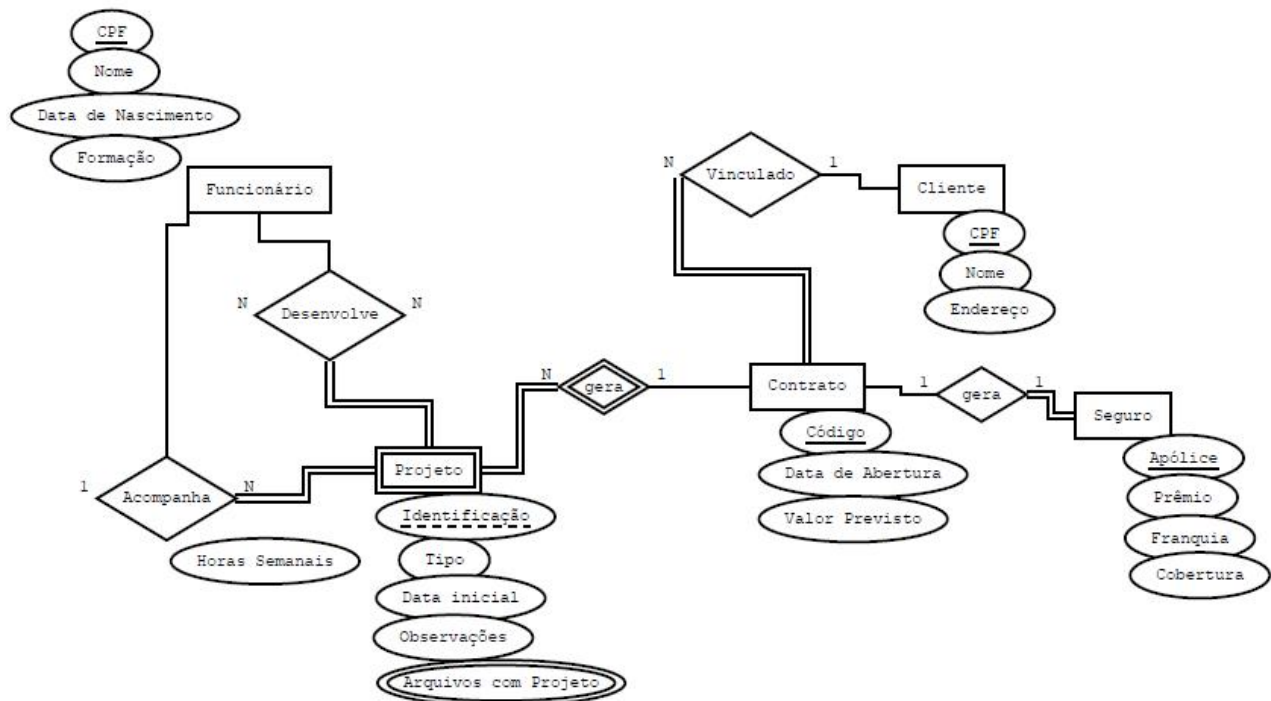 CPF
Nome
Data de Nascimento
Formação
Funcionário
N
Desenvolve
N
1
Acompanha
N
Horas Semanais
Projeto
Identificação
Tipo
Data inicial
Observações
Arquivos com Projeto
N
gera
1
N
Vinculado
1
Cliente
CPF
Nome
Endereço
Contrato
Código
Data de Abertura
Valor Previsto
1
gera
1
Seguro
Apólice
Prêmio
Franquia
Cobertura